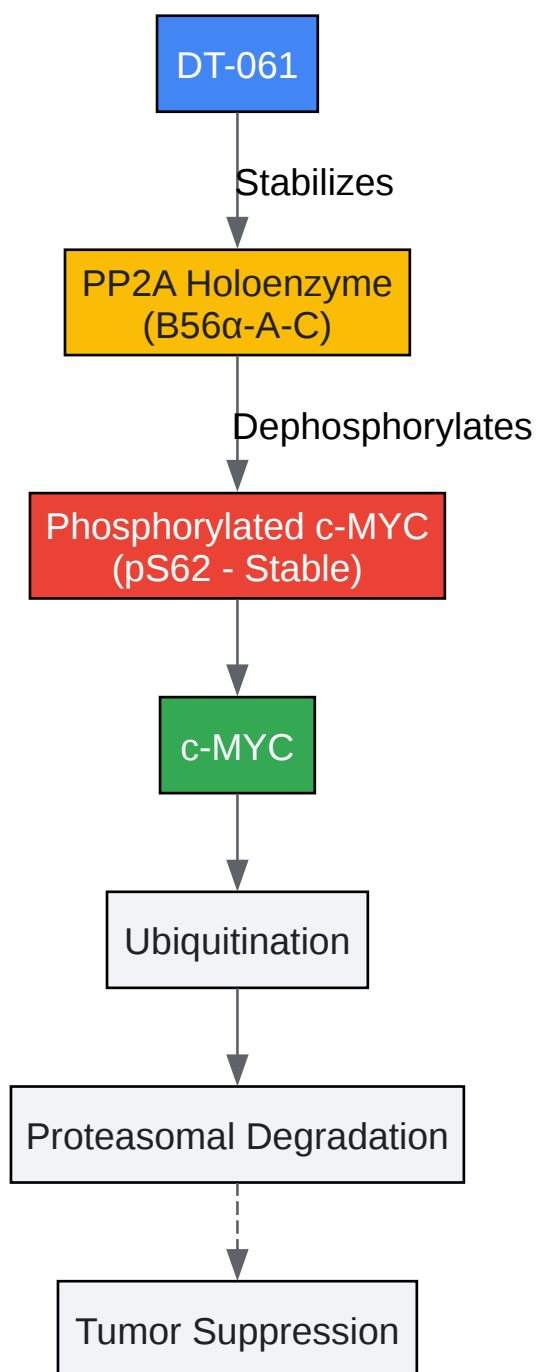 DT-061
Stabilizes
PP2A Holoenzyme
(B56α-A-C)
Dephosphorylates
Phosphorylated c-MYC
(pS62 - Stable)
c-MYC
Ubiquitination
Proteasomal Degradation
Tumor Suppression